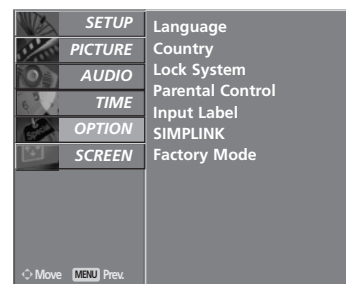 SETUP
PICTURE
AUDIO
TIME
OPTION
SCREEN
Language
Country
Lock System
Parental Control
Input Label
SIMPLINK
Factory Mode
Move MENU Prev.